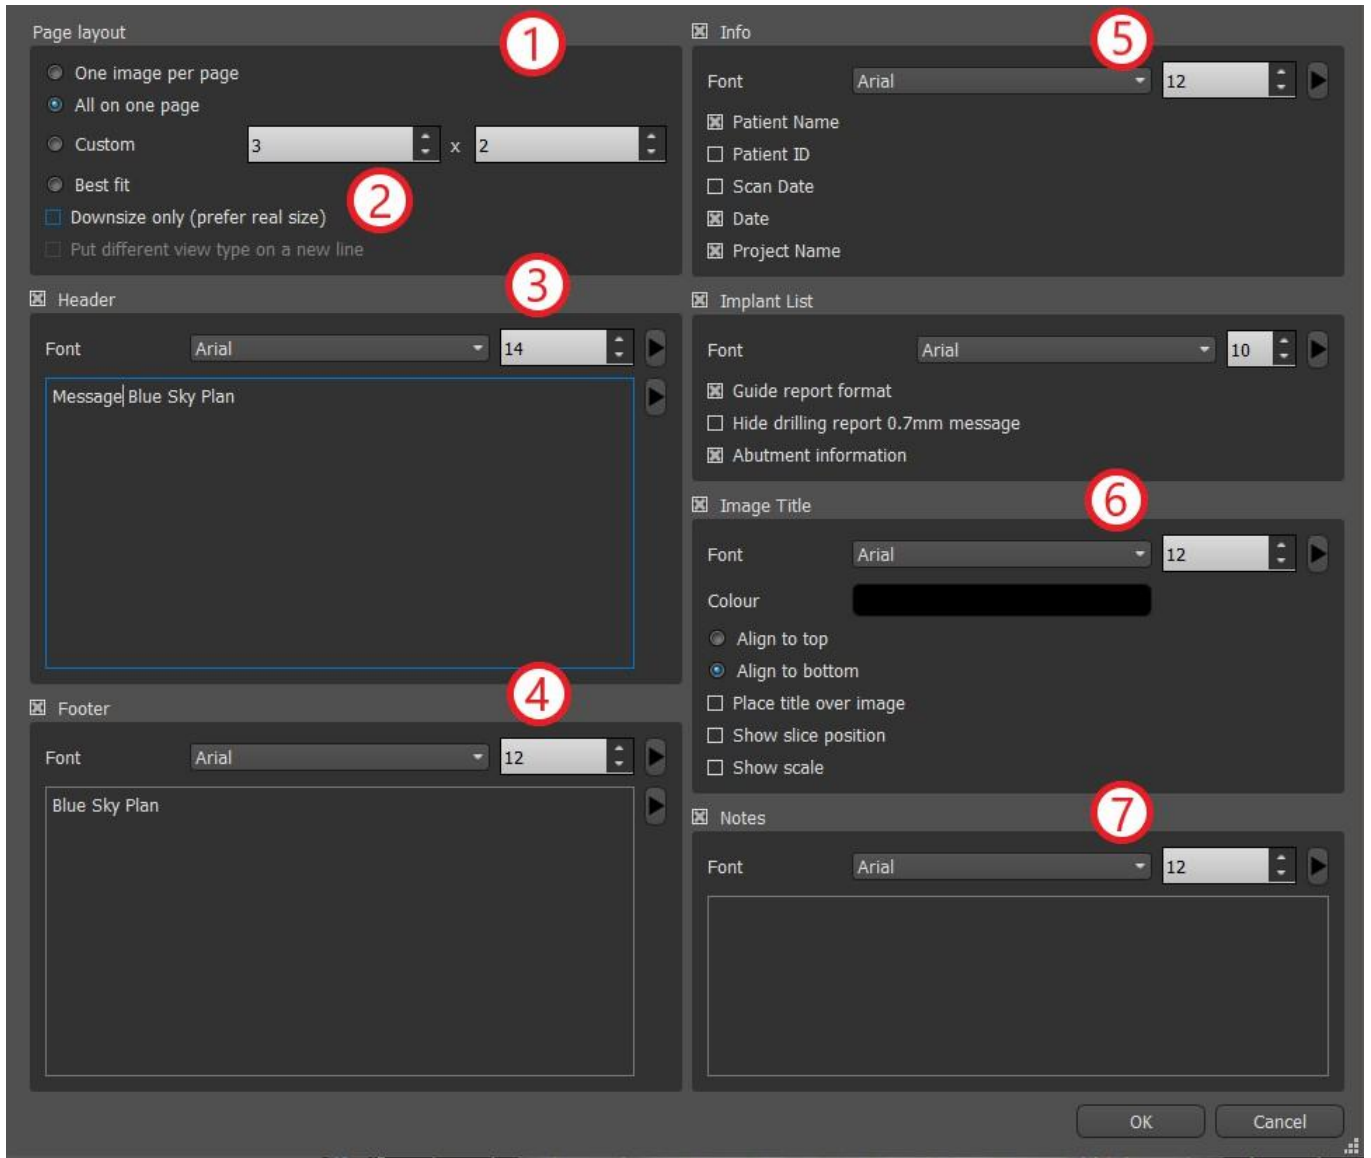 Page layout
1
One image per page
All on one page
Custom 3 x 2
2
Best fit
Downsize only (prefer real size)
Put different view type on a new line
3
Header
Font Arial 14
Message Blue Sky Plan
4
Footer
Font Arial 12
Blue Sky Plan
Info
5
Font Arial 12
Patient Name
Patient ID
Scan Date
Date
Project Name
Implant List
Font Arial 10
Guide report format
Hide drilling report 0.7mm message
Abutment information
6
Image Title
Font Arial 12
Colour
Align to top
Align to bottom
Place title over image
Show slice position
Show scale
7
Notes
Font Arial 12
OK Cancel